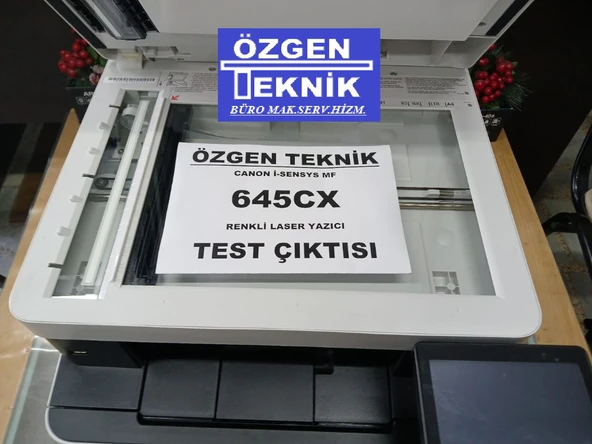 ÖZGEN
TEKNİK
BÜRO MAK.SERV.HİZM.
ÖZGEN TEKNİK
CANON İ-SENSYS MF
645CX
RENKLİ LASER YAZICI
TEST ÇIKTISI